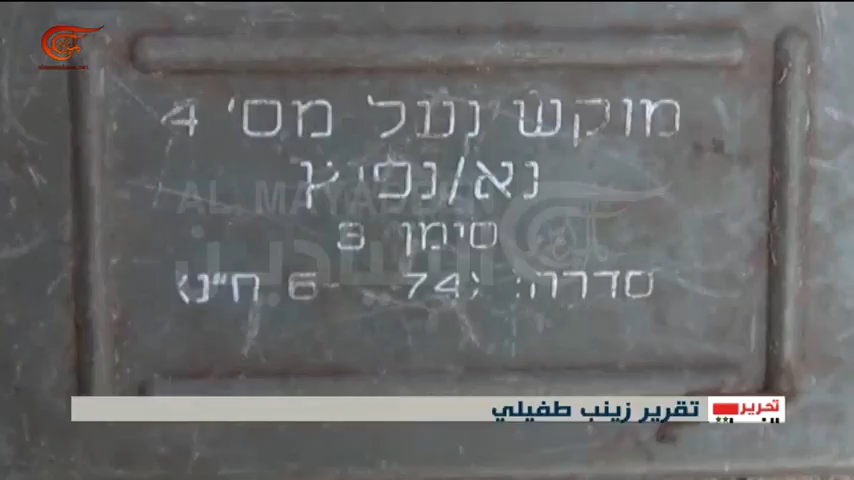 מוקש נעל מס' 4
נא/נפיץ
סימן 3
סדרה: (74 - 6 ח"נ)
AL MAYADEEN
الميادين
تحرير
تقرير زينب طفيلي